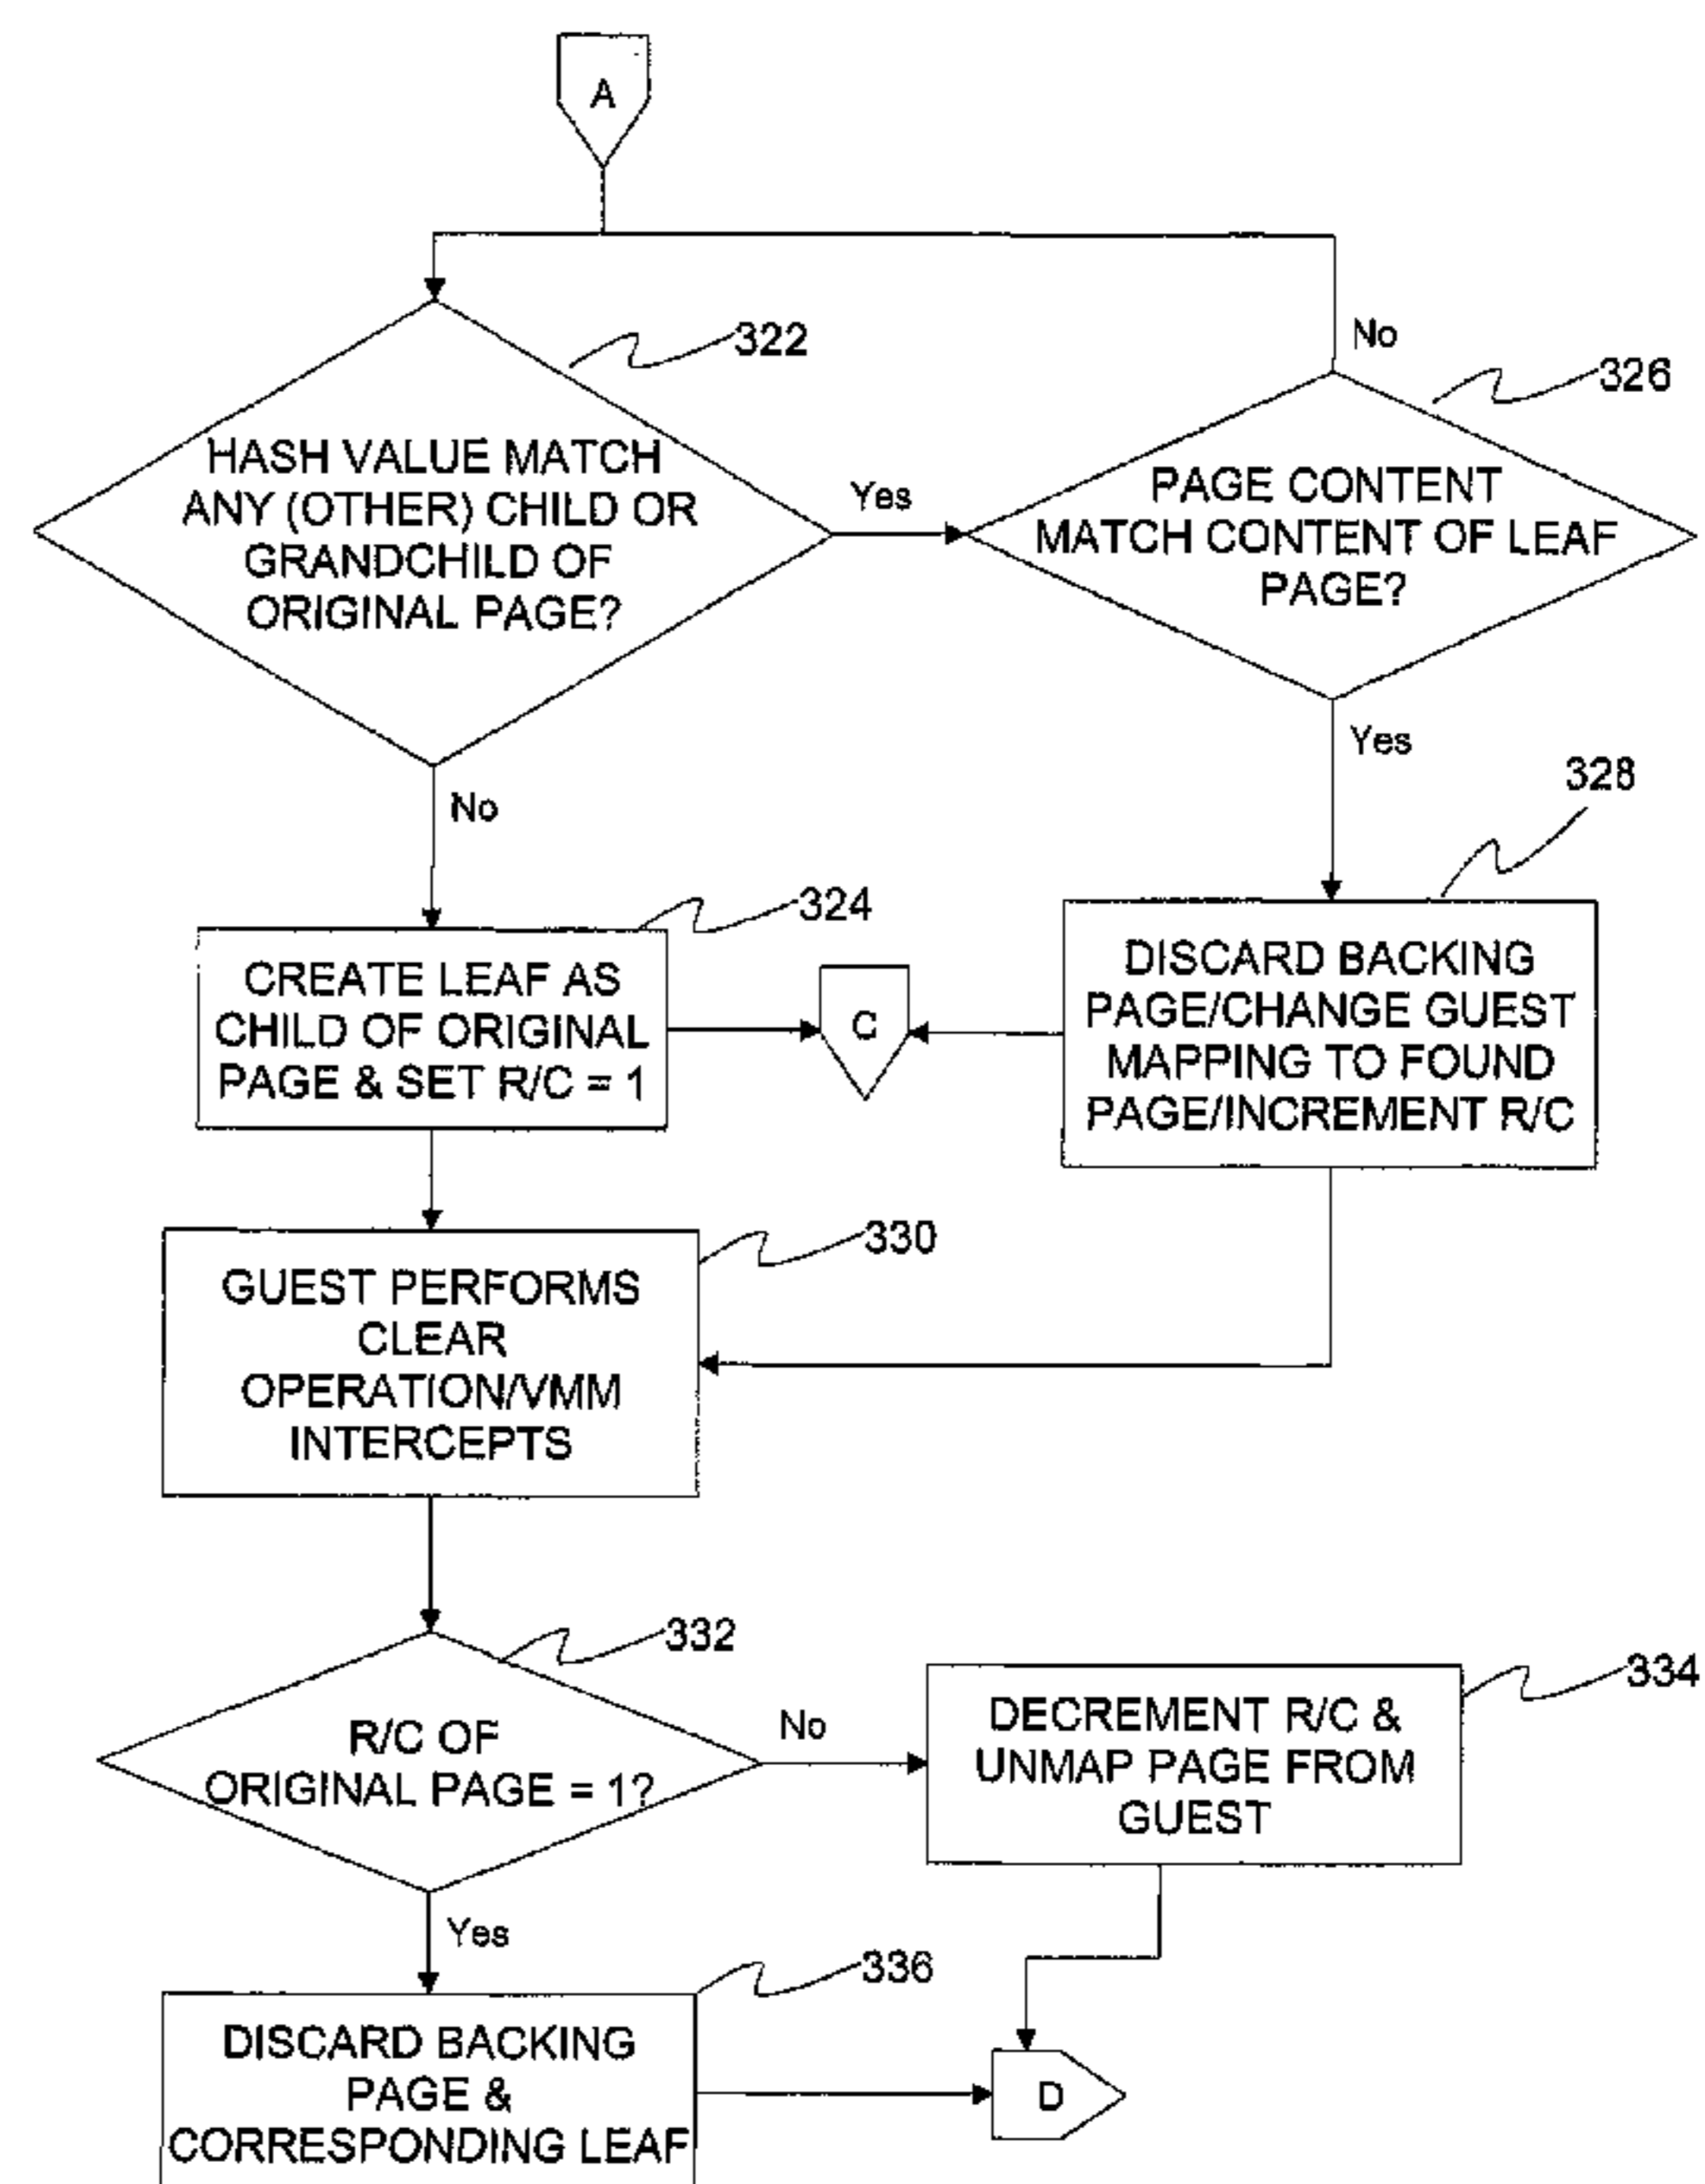 A
322
HASH VALUE MATCH
ANY (OTHER) CHILD OR
GRANDCHILD OF
ORIGINAL PAGE?
Yes
No
No
326
PAGE CONTENT
MATCH CONTENT OF LEAF
PAGE?
Yes
324
CREATE LEAF AS
CHILD OF ORIGINAL
PAGE & SET R/C = 1
C
328
DISCARD BACKING
PAGE/CHANGE GUEST
MAPPING TO FOUND
PAGE/INCREMENT R/C
330
GUEST PERFORMS
CLEAR
OPERATION/VMM
INTERCEPTS
332
R/C OF
ORIGINAL PAGE = 1?
No
334
DECREMENT R/C &
UNMAP PAGE FROM
GUEST
Yes
336
DISCARD BACKING
PAGE &
CORRESPONDING LEAF
D